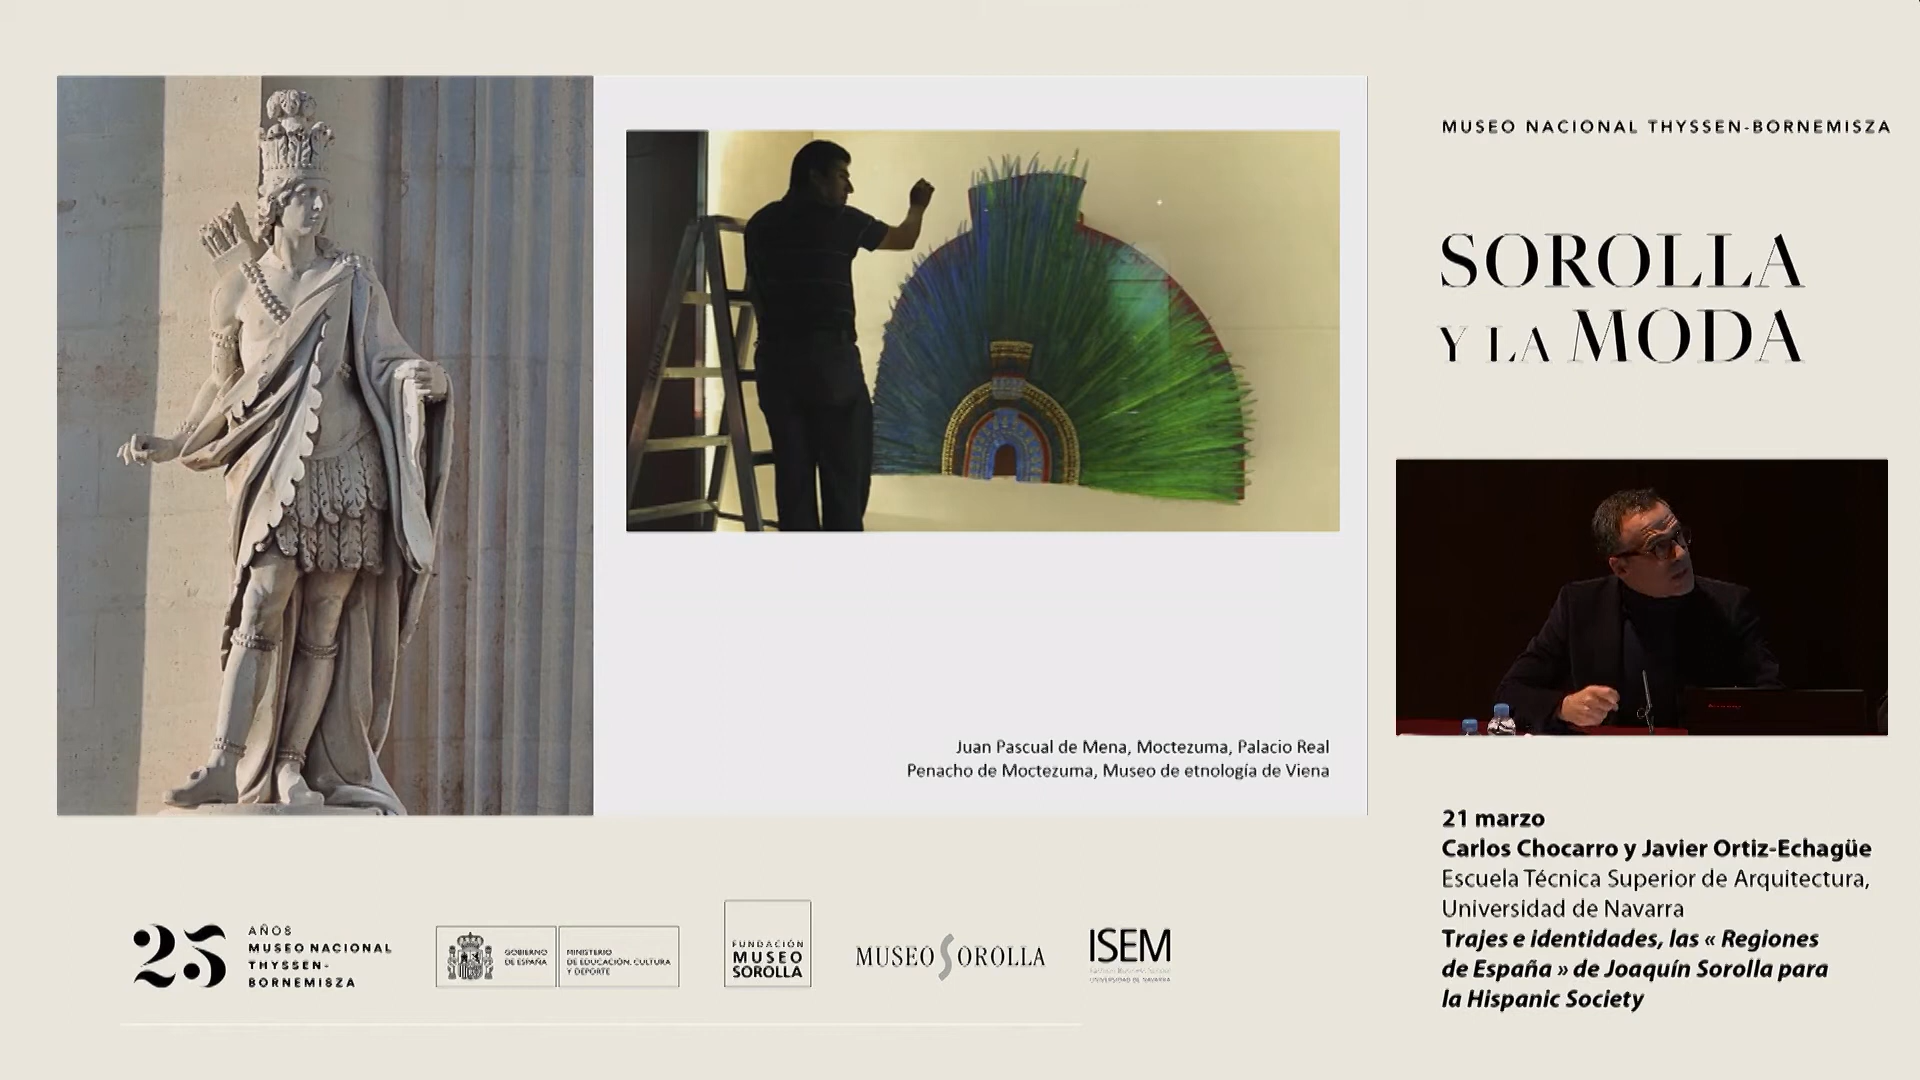 MUSEO NACIONAL THYSSEN-BORNEMISZA
SOROLLA
Y LA MODA
Juan Pascual de Mena, Moctezuma, Palacio Real
Penacho de Moctezuma, Museo de etnología de Viena
21 marzo
Carlos Chocarro y Javier Ortiz-Echagüe
Escuela Técnica Superior de Arquitectura,
Universidad de Navarra
Trajes e identidades, las « Regiones
de España » de Joaquín Sorolla para
la Hispanic Society
25
AÑOS
MUSEO NACIONAL
THYSSEN-
BORNEMISZA
GOBIERNO
DE ESPAÑA
MINISTERIO
DE EDUCACIÓN, CULTURA
Y DEPORTE
FUNDACIÓN
MUSEO
SOROLLA
MUSEO SOROLLA
ISEM
UNIVERSIDAD DE NAVARRA